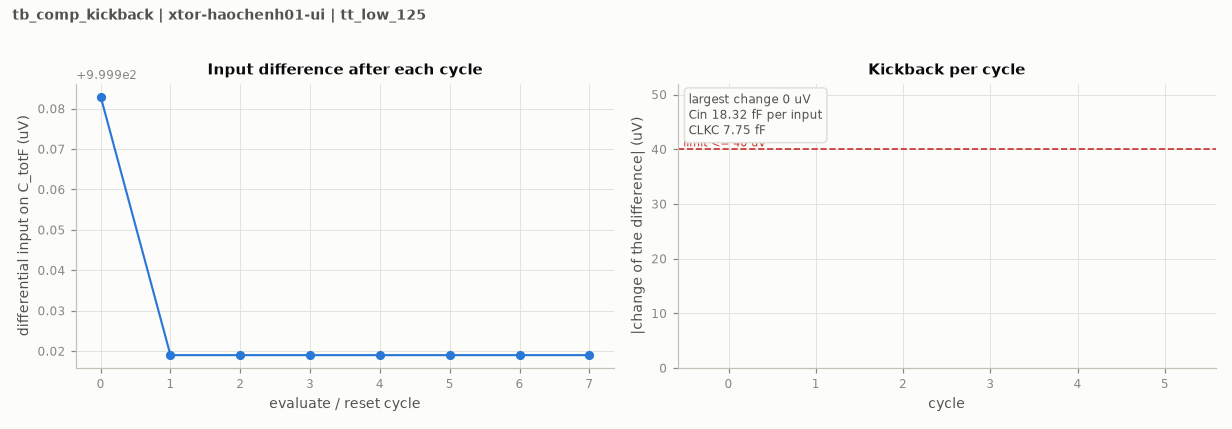 tb_comp_kickback | xtor-haochenh01-ui | tt_low_125
Input difference after each cycle
+9.999e2
differential input on C_totF (uV)
0.08
0.07
0.06
0.05
0.04
0.03
0.02
0 1 2 3 4 5 6 7
evaluate / reset cycle
Kickback per cycle
|change of the difference| (uV)
50
40
30
20
10
0
largest change 0 uV
Cin 18.32 fF per input
CLKC 7.75 fF
0 1 2 3 4 5
cycle